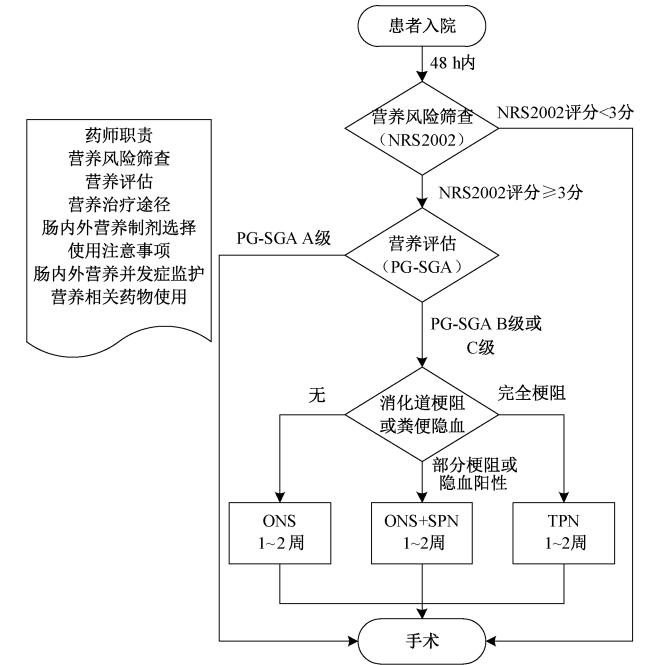 患者入院
48 h内
营养风险筛查
（NRS2002）
NRS2002评分<3分
药师职责
营养风险筛查
营养评估
营养治疗途径
肠内外营养制剂选择
使用注意事项
肠内外营养并发症监护
营养相关药物使用
NRS2002评分≥3分
PG-SGA A级
营养评估
（PG-SGA）
PG-SGA B级或
C级
无
消化道梗阻
或粪便隐血
完全梗阻
部分梗阻或
隐血阳性
ONS
1~2 周
ONS+SPN
1~2周
TPN
1~2周
手术